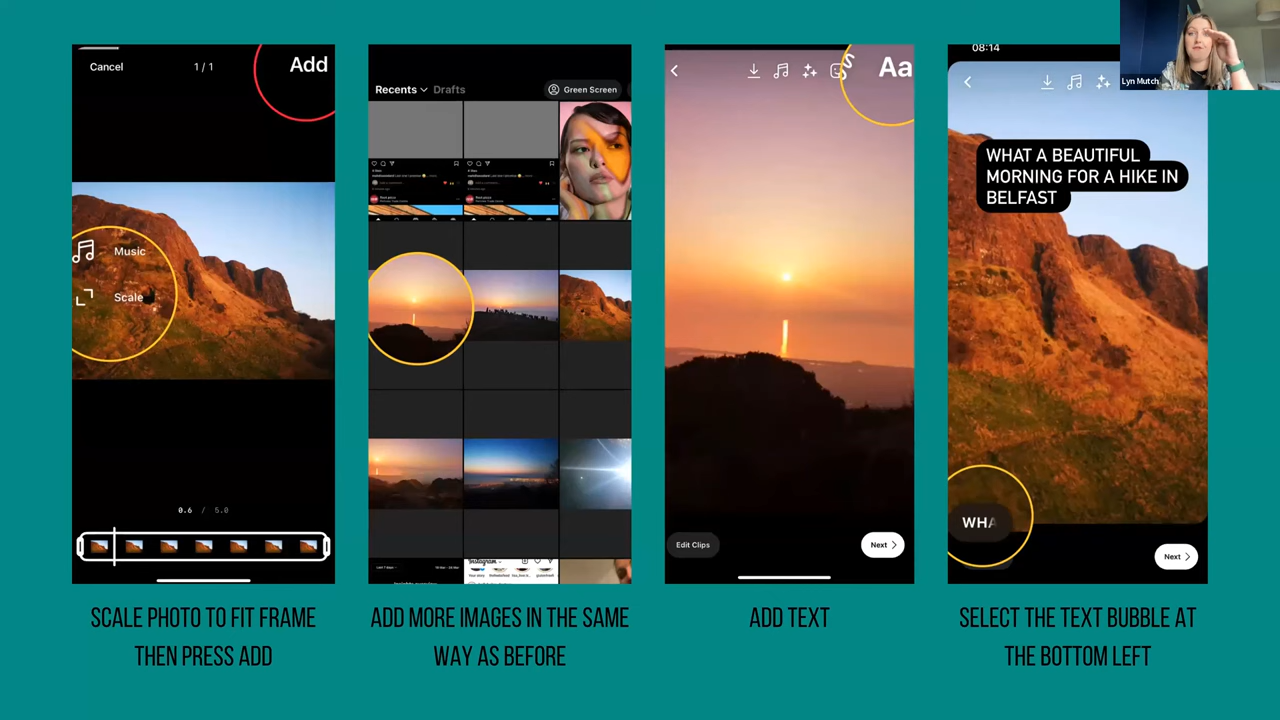 Cancel
1 / 1
Add
Music
Scale
0.6 / 5.0
SCALE PHOTO TO FIT FRAME
THEN PRESS ADD
Recents
Drafts
Green Screen
Instagram
ADD MORE IMAGES IN THE SAME
WAY AS BEFORE
Aa
Edit Clips
Next
ADD TEXT
08:14
WHAT A BEAUTIFUL
MORNING FOR A HIKE IN
BELFAST
WHA
Next
SELECT THE TEXT BUBBLE AT
THE BOTTOM LEFT
Lyn Mutch